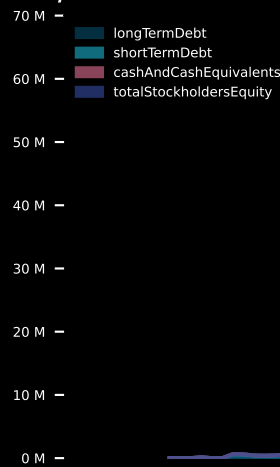 70 M
longTermDebt
shortTermDebt
60 M
cashAndCashEquivalents
totalStockholdersEquity
50 M
40 M
30 M
20 M
10 M
0 M